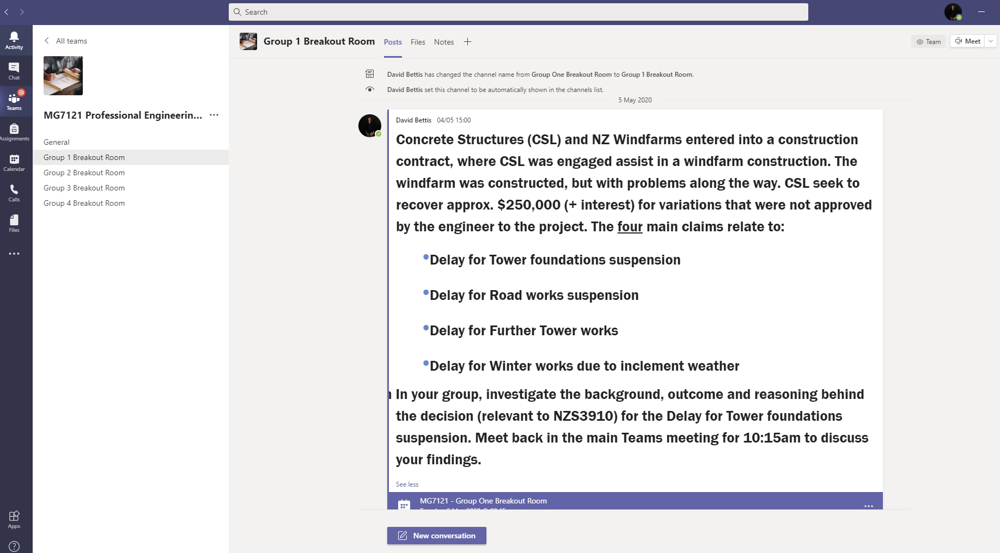 Search
Activity
Chat
Teams
Assignments
Calendar
Calls
Files
Apps
All teams
MG7121 Professional Engineerin...
General
Group 1 Breakout Room
Group 2 Breakout Room
Group 3 Breakout Room
Group 4 Breakout Room
Group 1 Breakout Room Posts Files Notes
Team Meet
David Bettis has changed the channel name from Group One Breakout Room to Group 1 Breakout Room.
David Bettis set this channel to be automatically shown in the channels list.
5 May 2020
David Bettis 04/05 15:00
Concrete Structures (CSL) and NZ Windfarms entered into a construction
contract, where CSL was engaged assist in a windfarm construction. The
windfarm was constructed, but with problems along the way. CSL seek to
recover approx. $250,000 (+ interest) for variations that were not approved
by the engineer to the project. The four main claims relate to:
•Delay for Tower foundations suspension
•Delay for Road works suspension
•Delay for Further Tower works
•Delay for Winter works due to inclement weather
In your group, investigate the background, outcome and reasoning behind
the decision (relevant to NZS3910) for the Delay for Tower foundations
suspension. Meet back in the main Teams meeting for 10:15am to discuss
your findings.
See less
MG7121 - Group One Breakout Room
New conversation